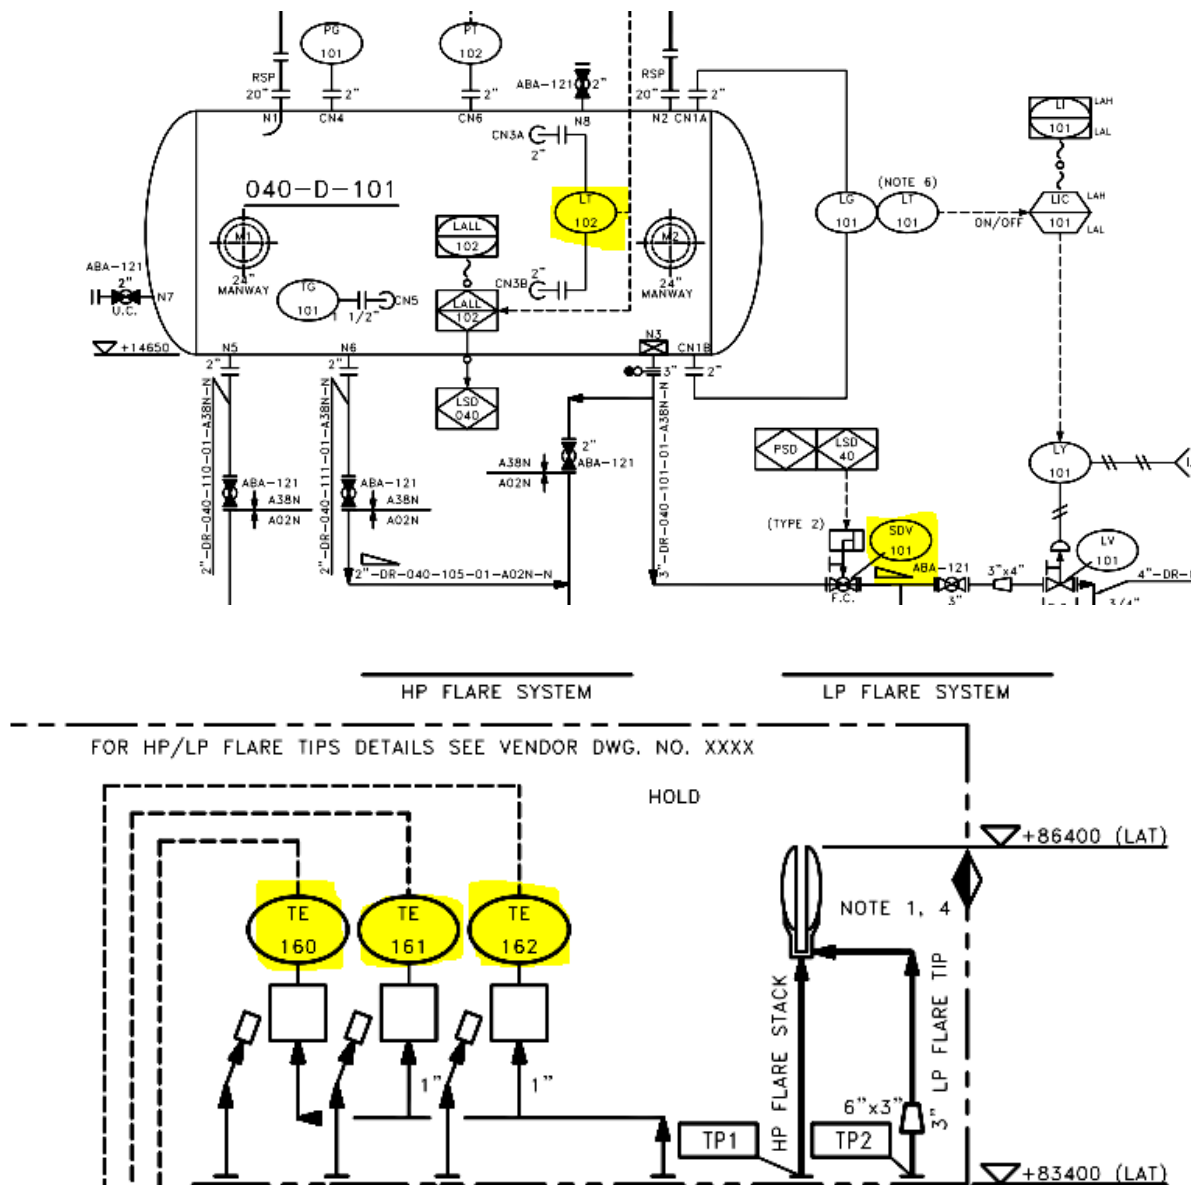 PG
101
PT
102
RSP
20"
2"
2"
ABA-121
2"
RSP
20"
2"
N1
CN4
CN6
N8
N2
CN1A
CN3A
2"
040-D-101
LT
102
M1
24"
MANWAY
LALL
102
M2
24"
MANWAY
LI
101
LAH
LAL
(NOTE 6)
LG
101
LT
101
ON/OFF
LIC
101
LAH
LAL
ABA-121
2"
N7
U.C.
TG
101
CN5
1 1/2"
CN3B
2"
LALL
102
+14650
N5
2"
N6
2"
N3
3"
CN1B
2"
LSD
040
2"-DR-040-110-01-A38N-N
2"-DR-040-111-01-A38N-N
3"-DR-040-101-01-A38N-N
ABA-121
A38N
A02N
ABA-121
A38N
A02N
2"
ABA-121
A38N
A02N
2"-DR-040-105-01-A02N-N
PSD
LSD
40
(TYPE 2)
SDV
101
F.C.
ABA-121
3"
3"x4"
LY
101
LV
101
4"-DR-
3/4"
HP FLARE SYSTEM
LP FLARE SYSTEM
FOR HP/LP FLARE TIPS DETAILS SEE VENDOR DWG. NO. XXXX
HOLD
+86400 (LAT)
NOTE 1, 4
TE
160
TE
161
TE
162
1"
1"
HP FLARE STACK
3" LP FLARE TIP
6"x3"
TP1
TP2
+83400 (LAT)